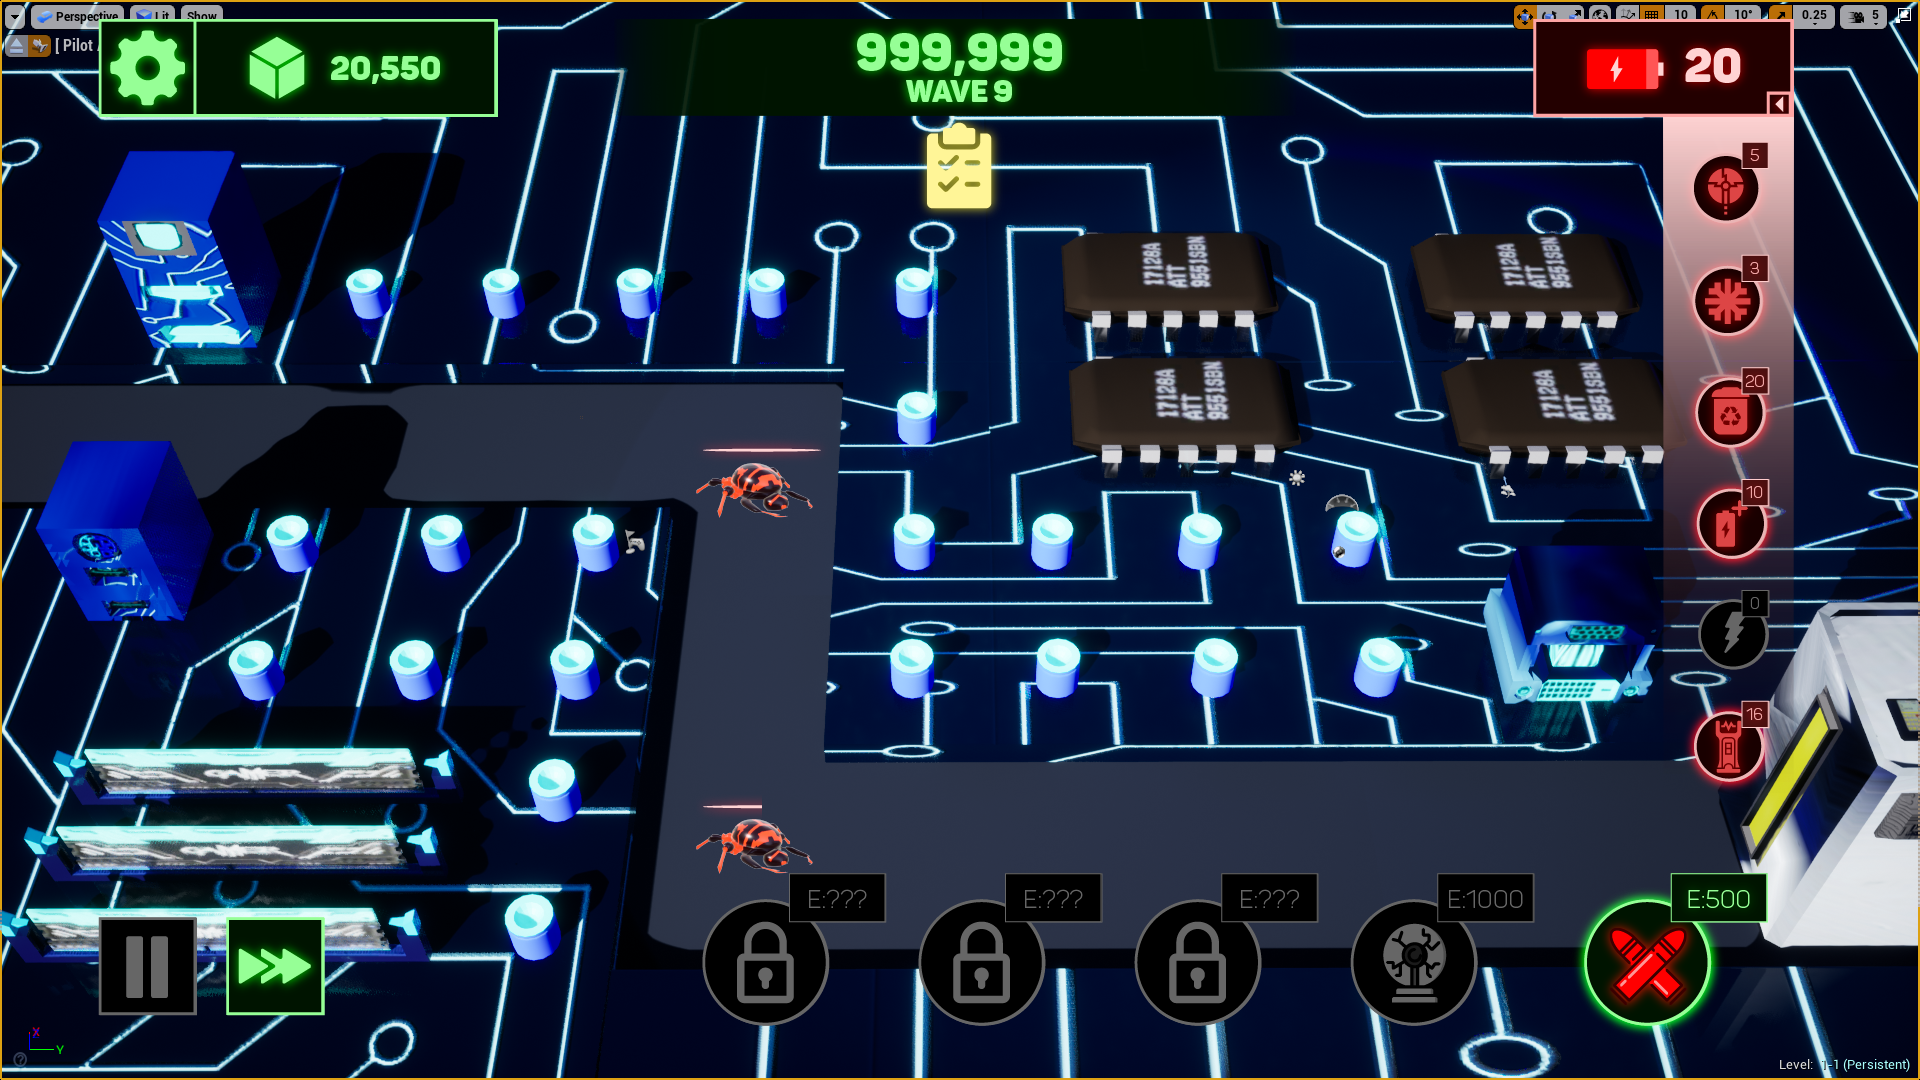 Perspective
Lit
Show
10
10°
0.25
5
[ Pilot
20,550
999,999
WAVE 9
20
5
3
20
10
0
16
17128A
ATT
9551SBN
17128A
ATT
9551SBN
17128A
ATT
9551SBN
17128A
ATT
9551SBN
E:???
E:???
E:???
E:1000
E:500
X
Y
Level: 1-1 (Persistent)